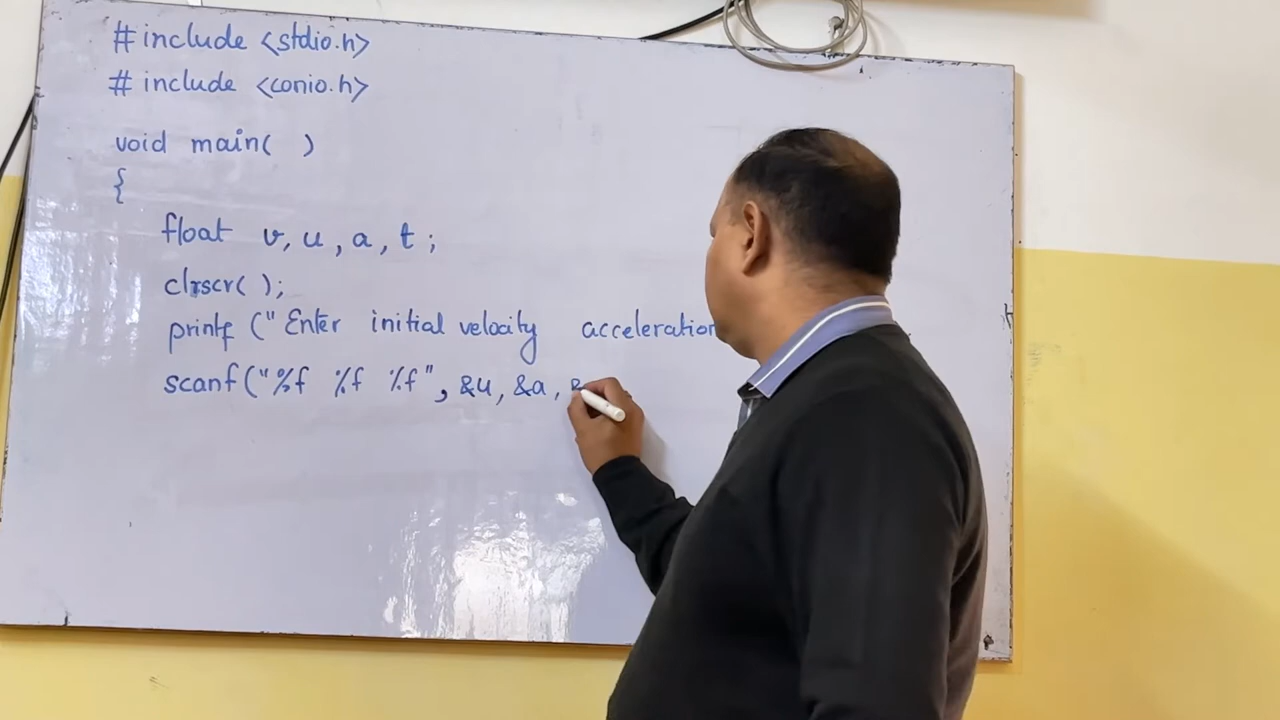 #include <stdio.h>
#include <conio.h>
void main( )
{
float v, u, a, t ;
clrscr( );
printf ("Enter initial velocity acceleration
scanf("%f %f %f", &u, &a, &